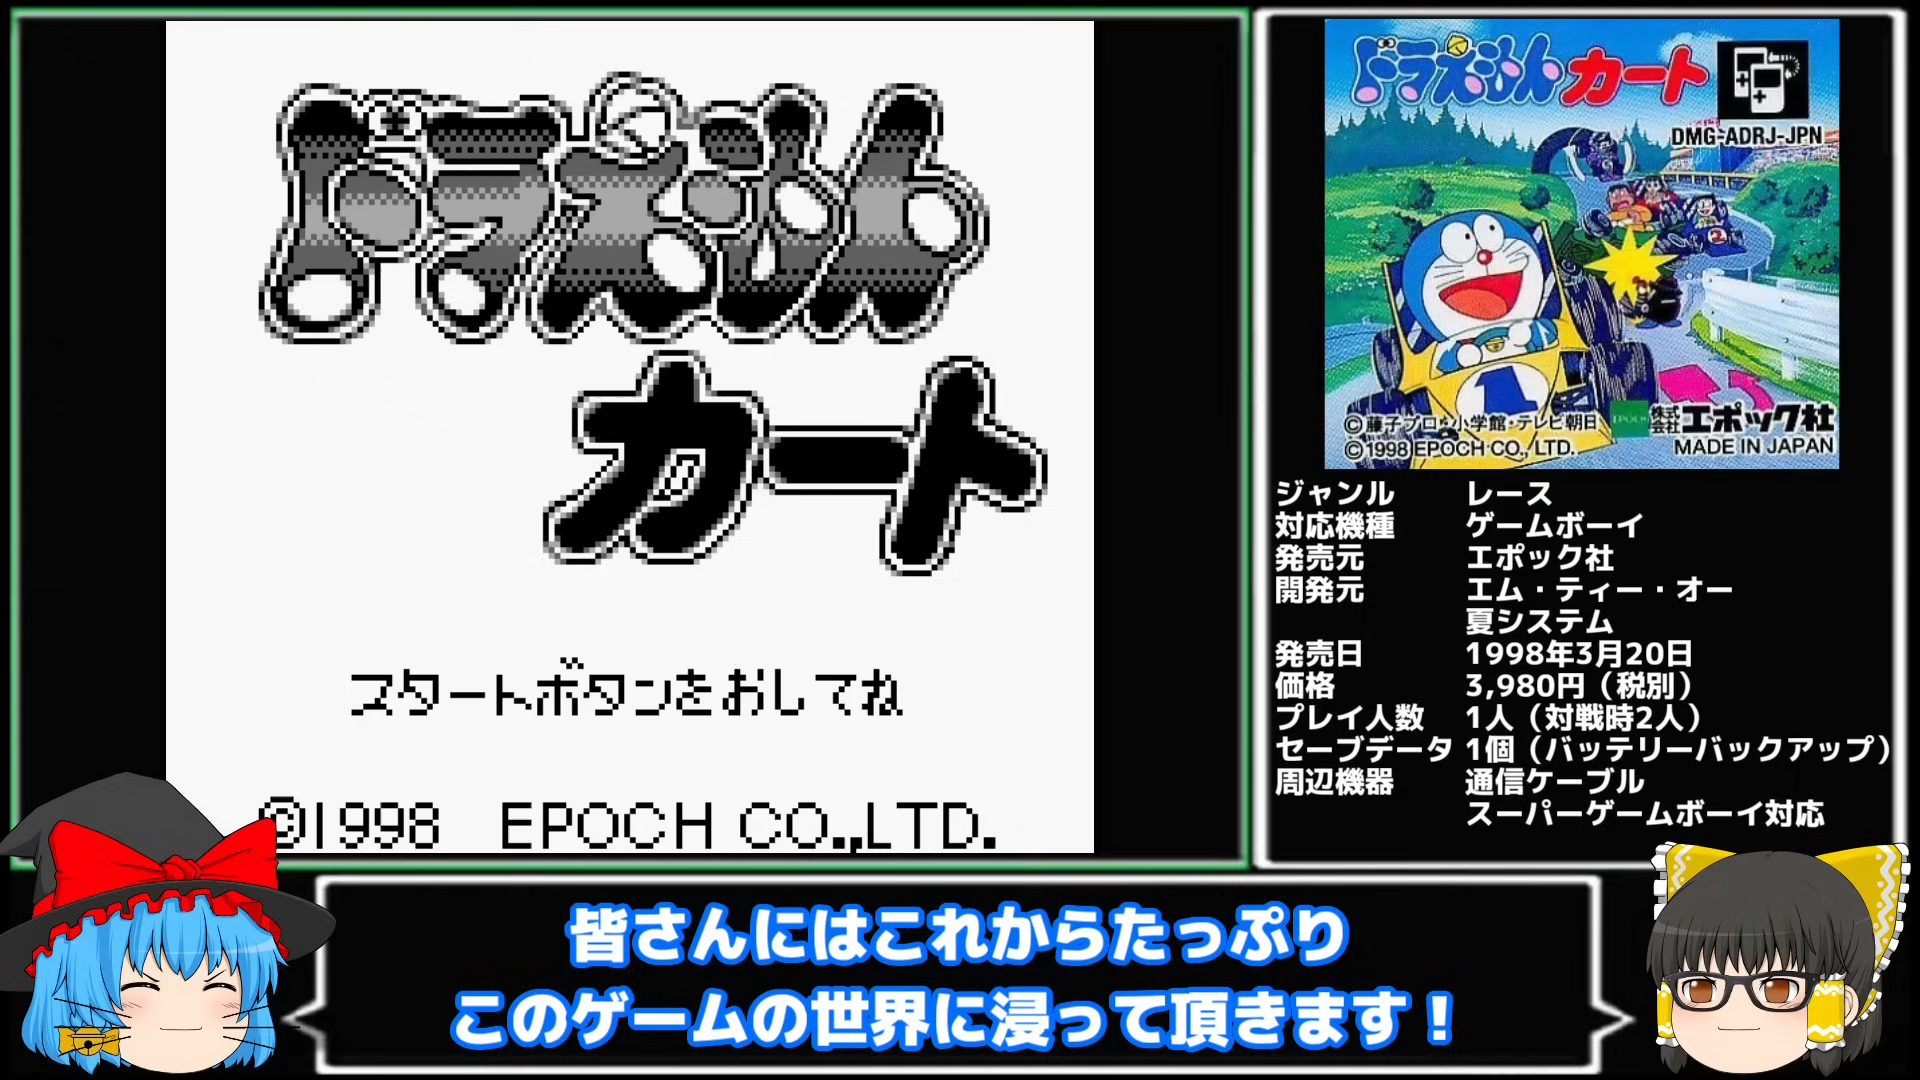 ドラえもん
カート
スタートボタンをおしてね
©1998 EPOCH CO.,LTD.
ドラえもんカート
DMG-ADRJ-JPN
1
2
©藤子プロ・小学館・テレビ朝日
©1998 EPOCH CO., LTD.
EPOCH
株式会社エポック社
MADE IN JAPAN
ジャンル レース
対応機種 ゲームボーイ
発売元 エポック社
開発元 エム・ティー・オー
夏システム
発売日 1998年3月20日
価格 3,980円（税別）
プレイ人数 1人（対戦時2人）
セーブデータ 1個（バッテリーバックアップ）
周辺機器 通信ケーブル
スーパーゲームボーイ対応
皆さんにはこれからたっぷり
このゲームの世界に浸って頂きます！